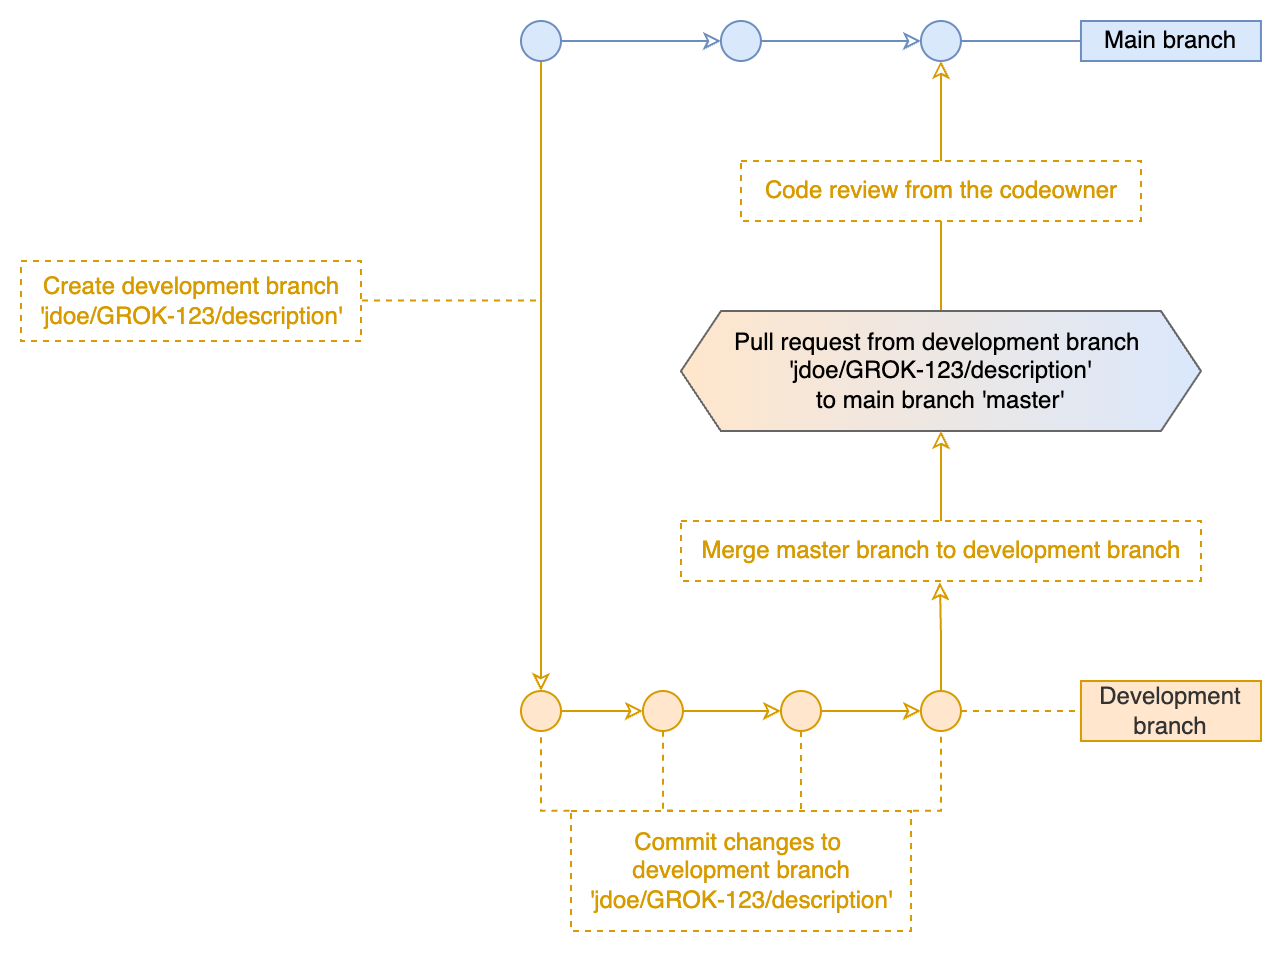 Main branch
Code review from the codeowner
Create development branch
'jdoe/GROK-123/description'
Pull request from development branch
'jdoe/GROK-123/description'
to main branch 'master'
Merge master branch to development branch
Development
branch
Commit changes to
development branch
'jdoe/GROK-123/description'